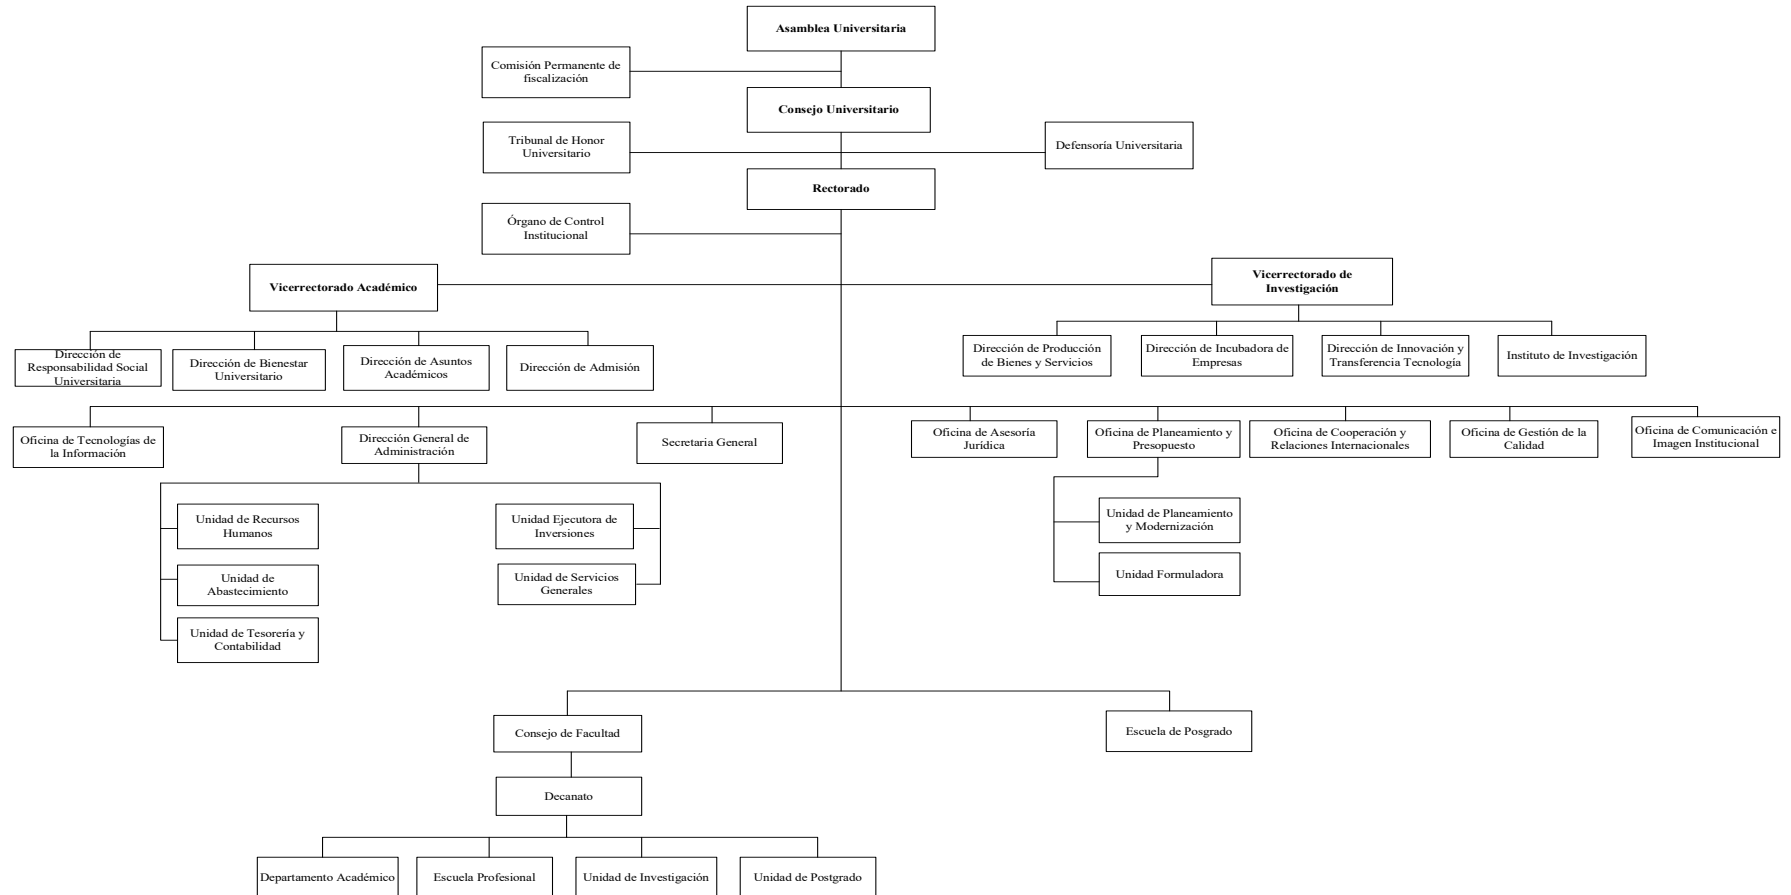 Asamblea Universitaria
Comisión Permanente de
fiscalización
Consejo Universitario
Tribunal de Honor
Universitario
Defensoría Universitaria
Rectorado
Órgano de Control
Institucional
Vicerrectorado Académico
Vicerrectorado de
Investigación
Dirección de
Responsabilidad Social
Universitaria
Dirección de Bienestar
Universitario
Dirección de Asuntos
Académicos
Dirección de Admisión
Dirección de Producción
de Bienes y Servicios
Dirección de Incubadora de
Empresas
Dirección de Innovación y
Transferencia Tecnología
Instituto de Investigación
Oficina de Tecnologías de
la Información
Dirección General de
Administración
Secretaria General
Oficina de Asesoría
Jurídica
Oficina de Planeamiento y
Presopuesto
Oficina de Cooperación y
Relaciones Internacionales
Oficina de Gestión de la
Calidad
Oficina de Comunicación e
Imagen Institucional
Unidad de Recursos
Humanos
Unidad Ejecutora de
Inversiones
Unidad de Planeamiento
y Modernización
Unidad de
Abastecimiento
Unidad de Servicios
Generales
Unidad Formuladora
Unidad de Tesorería y
Contabilidad
Consejo de Facultad
Escuela de Posgrado
Decanato
Departamento Académico
Escuela Profesional
Unidad de Investigación
Unidad de Postgrado